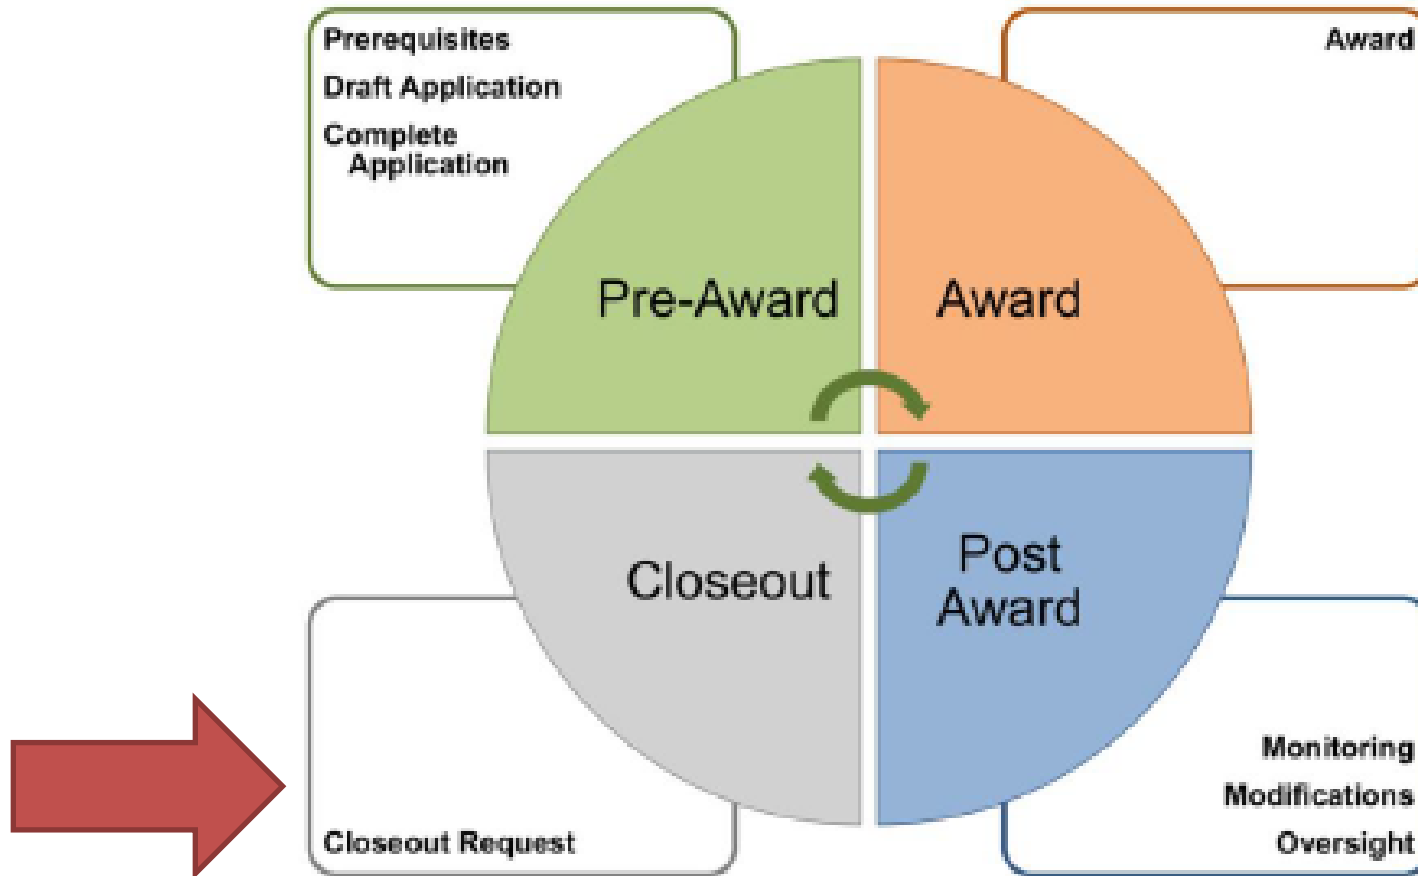 Prerequisites
Draft Application
Complete
Application
Award
Pre-Award
Award
Closeout
Post
Award
Closeout Request
Monitoring
Modifications
Oversight